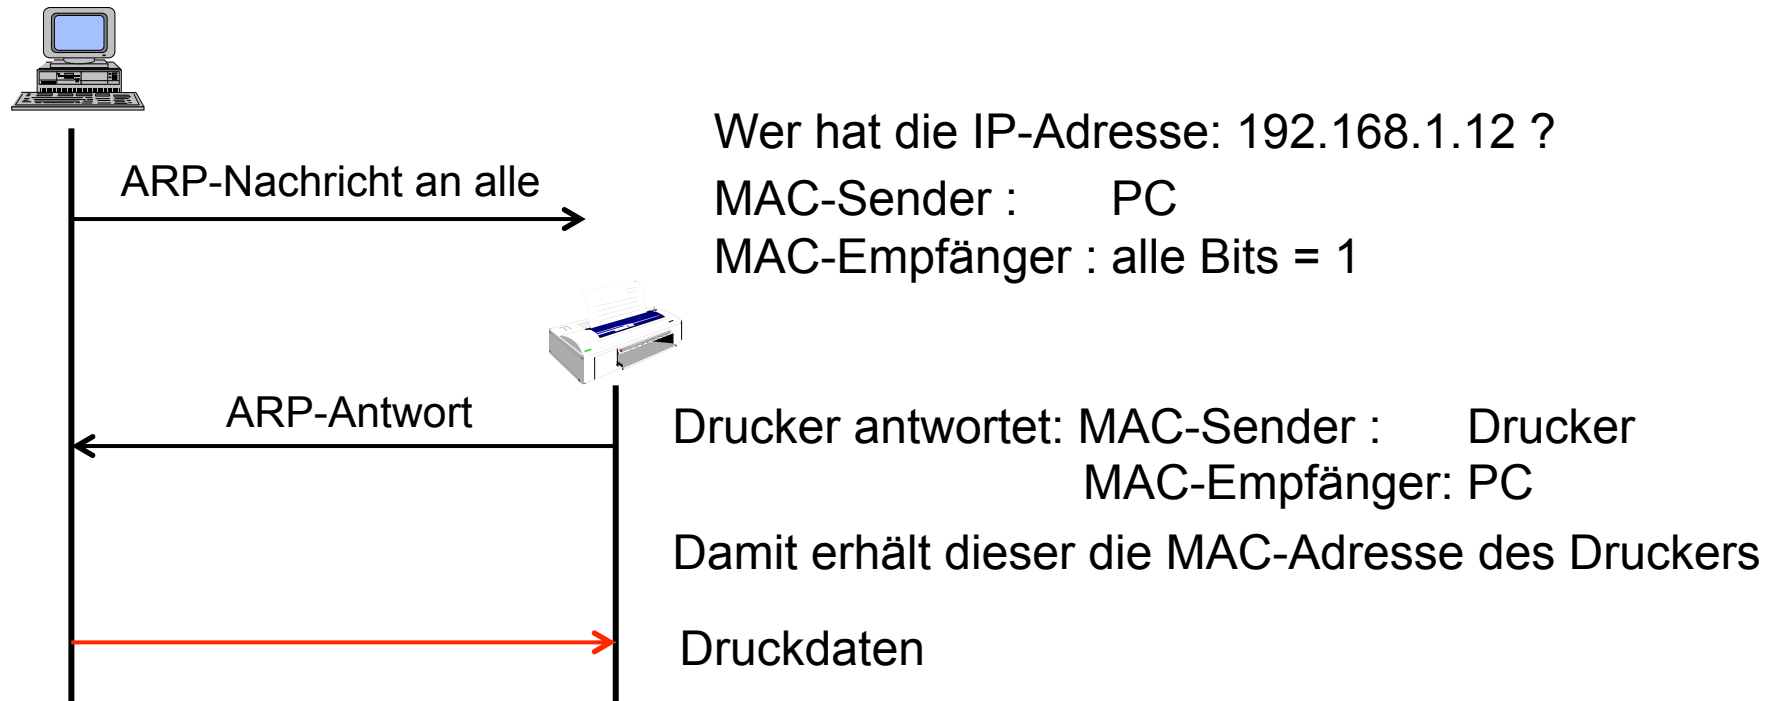 Wer hat die IP-Adresse: 192.168.1.12 ?
ARP-Nachricht an alle
MAC-Sender : PC
MAC-Empfänger : alle Bits = 1
ARP-Antwort
Drucker antwortet: MAC-Sender : Drucker
MAC-Empfänger: PC
Damit erhält dieser die MAC-Adresse des Druckers
Druckdaten